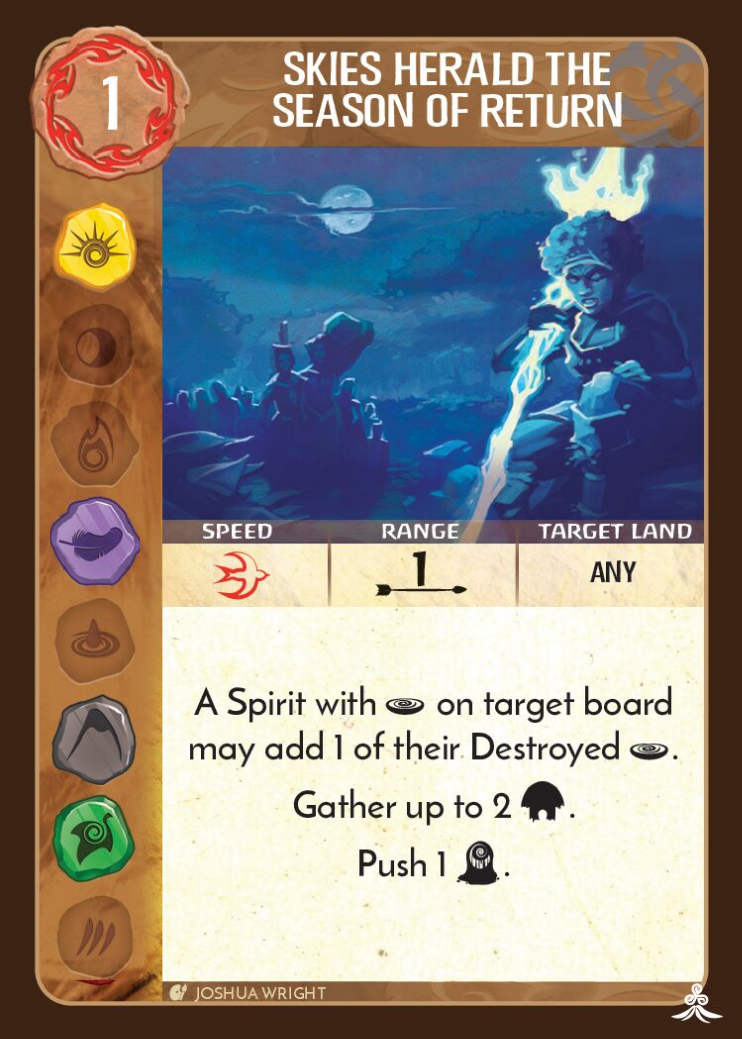 1
SKIES HERALD THE
SEASON OF RETURN
SPEED RANGE TARGET LAND
1 ANY
A Spirit with on target board
may add 1 of their Destroyed .
Gather up to 2 .
Push 1 .
JOSHUA WRIGHT